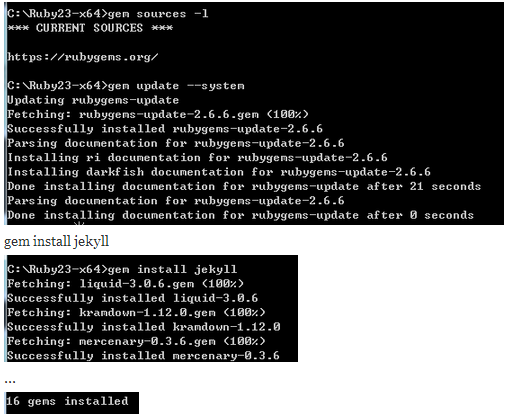 C:\Ruby23-x64>gem sources -l
*** CURRENT SOURCES ***
https://rubygems.org/
C:\Ruby23-x64>gem update --system
Updating rubygems-update
Fetching: rubygems-update-2.6.6.gem (100%)
Successfully installed rubygems-update-2.6.6
Parsing documentation for rubygems-update-2.6.6
Installing ri documentation for rubygems-update-2.6.6
Installing darkfish documentation for rubygems-update-2.6.6
Done installing documentation for rubygems-update after 21 seconds
Parsing documentation for rubygems-update-2.6.6
Done installing documentation for rubygems-update after 0 seconds
gem install jekyll
C:\Ruby23-x64>gem install jekyll
Fetching: liquid-3.0.6.gem (100%)
Successfully installed liquid-3.0.6
Fetching: kramdown-1.12.0.gem (100%)
Successfully installed kramdown-1.12.0
Fetching: mercenary-0.3.6.gem (100%)
Successfully installed mercenary-0.3.6
...
16 gems installed